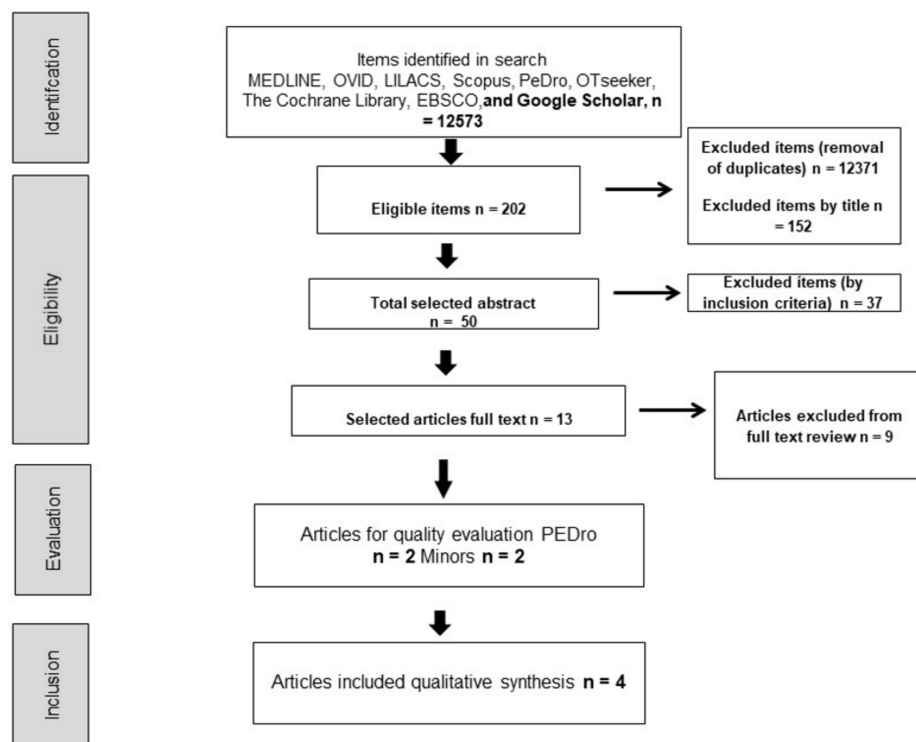 Identifcation
Items identified in search
MEDLINE, OVID, LILACS, Scopus, PeDro, OTseeker,
The Cochrane Library, EBSCO,and Google Scholar, n
= 12573
Excluded ítems (removal
of duplicates) n = 12371
Excluded ítems by title n
= 152
Eligibility
Eligible ítems n = 202
Total selected abstract
n = 50
Excluded items (by
inclusion criteria) n = 37
Selected articles full text n = 13
Articles excluded from
full text review n = 9
Evaluation
Articles for quality evaluation PEDro
n = 2 Minors n = 2
Inclusion
Articles included qualitative synthesis n = 4